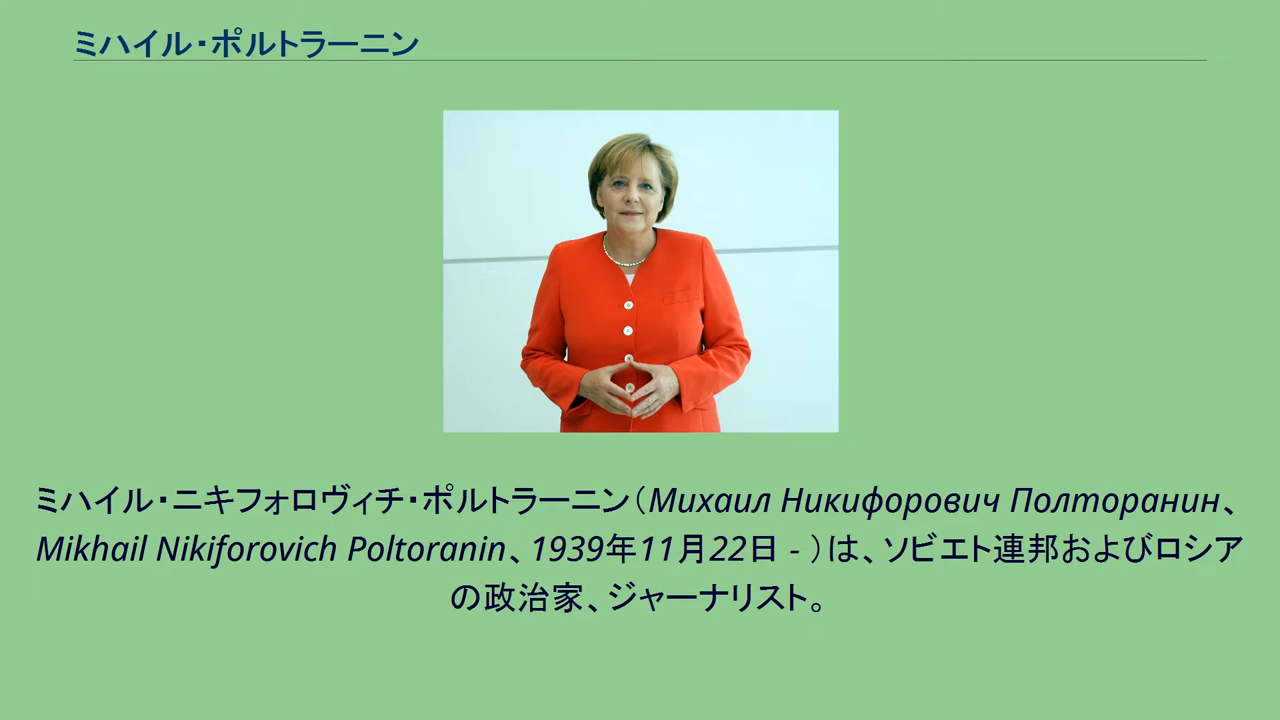 ミハイル・ポルトラーニン
ミハイル・ニキフォロヴィチ・ポルトラーニン（Михаил Никифорович Полторанин、
Mikhail Nikiforovich Poltoranin、1939年11月22日 - ）は、ソビエト連邦およびロシア
の政治家、ジャーナリスト。